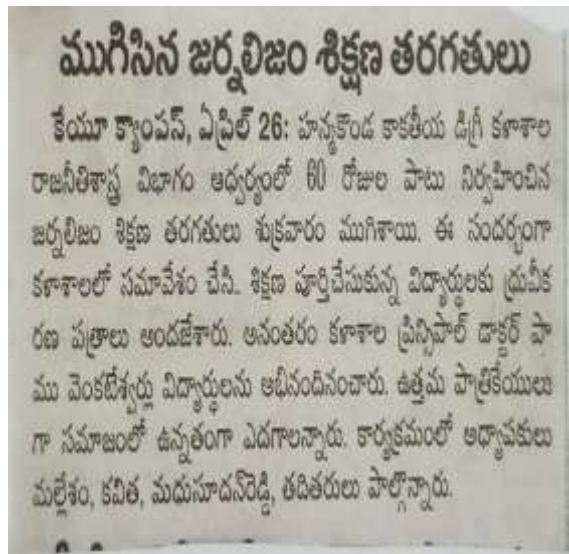 ముగిసిన జర్నలిజం శిక్షణ తరగతులు
కేయూ క్యాంపస్, ఏప్రిల్ 26: హన్మకొండ కాకతీయ డిగ్రీ కళాశాల
రాజనీతిశాస్త్ర విభాగం ఆధ్వర్యంలో 60 రోజుల పాటు నిర్వహించిన
జర్నలిజం శిక్షణ తరగతులు శుక్రవారం ముగిశాయి. ఈ సందర్భంగా
కళాశాలలో సమావేశం చేసి.. శిక్షణ పూర్తిచేసుకున్న విద్యార్థులకు ధ్రువీక
రణ పత్రాలు అందజేశారు. అనంతరం కళాశాల ప్రిన్సిపాల్ డాక్టర్ పా
ము వెంకటేశ్వర్లు విద్యార్థులను అభినందినంచారు. ఉత్తమ పాత్రికేయులు
గా సమాజంలో ఉన్నతంగా ఎదగాలన్నారు. కార్యక్రమంలో అధ్యాపకులు
మల్లేశం, కవిత, మధుసూదన్‌రెడ్డి, తదితరులు పాల్గొన్నారు.